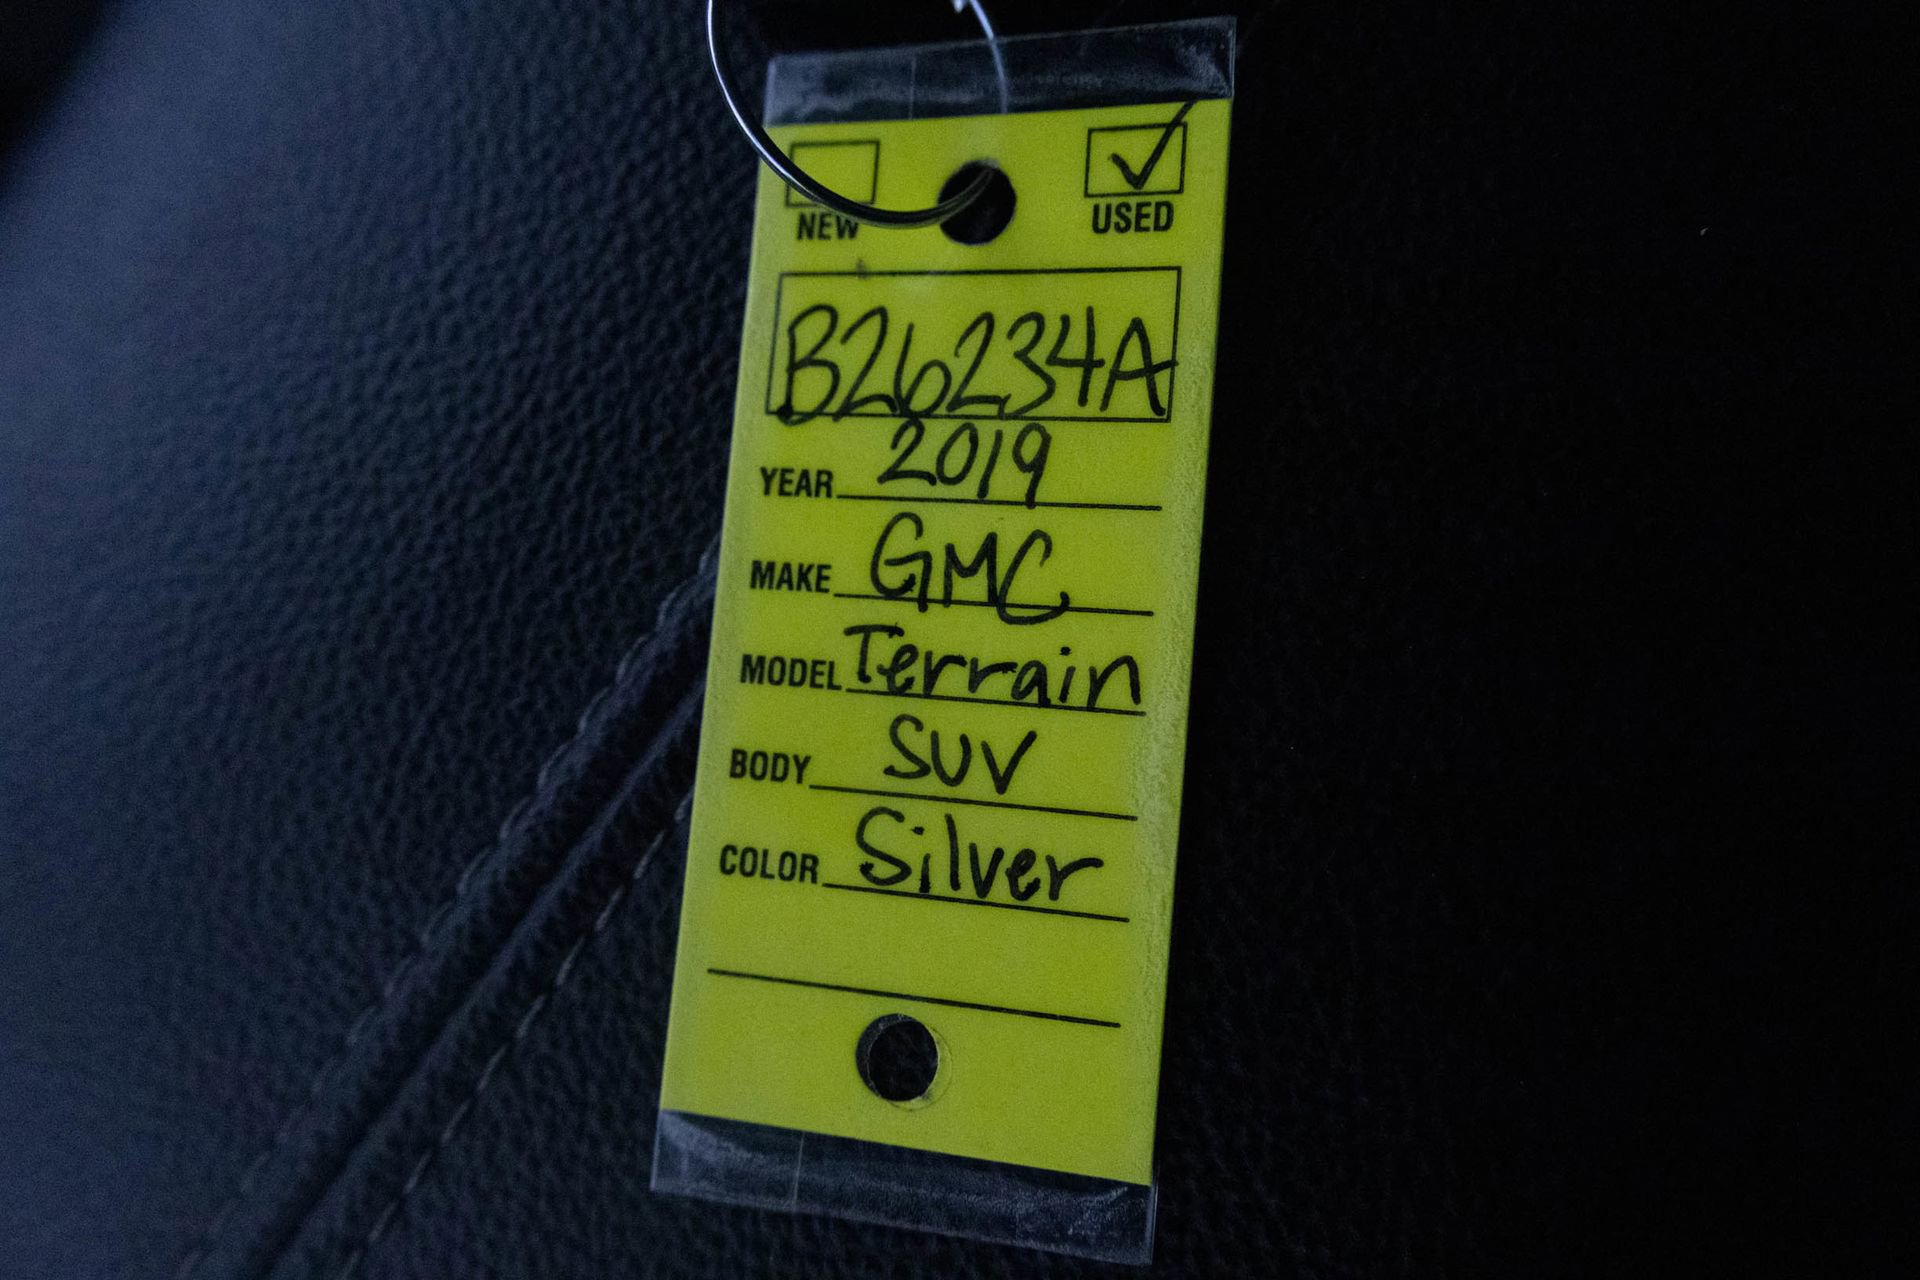 NEW USED
B26234A
YEAR 2019
MAKE GMC
MODEL Terrain
BODY SUV
COLOR Silver